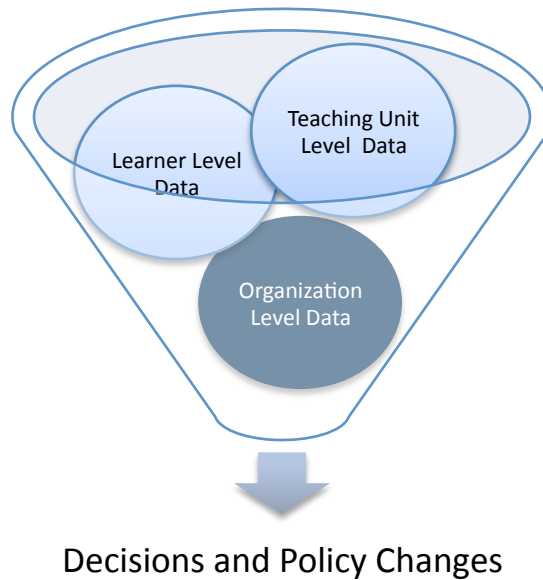 Teaching Unit
Level Data
Learner Level
Data
Organization
Level Data
Decisions and Policy Changes